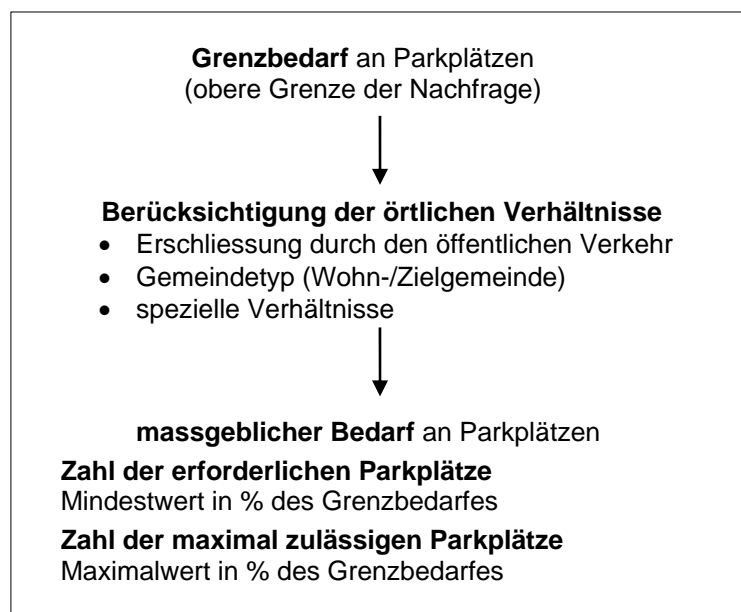 Grenzbedarf an Parkplätzen
(obere Grenze der Nachfrage)
Berücksichtigung der örtlichen Verhältnisse
• Erschliessung durch den öffentlichen Verkehr
• Gemeindetyp (Wohn-/Zielgemeinde)
• spezielle Verhältnisse
massgeblicher Bedarf an Parkplätzen
Zahl der erforderlichen Parkplätze
Mindestwert in % des Grenzbedarfes
Zahl der maximal zulässigen Parkplätze
Maximalwert in % des Grenzbedarfes